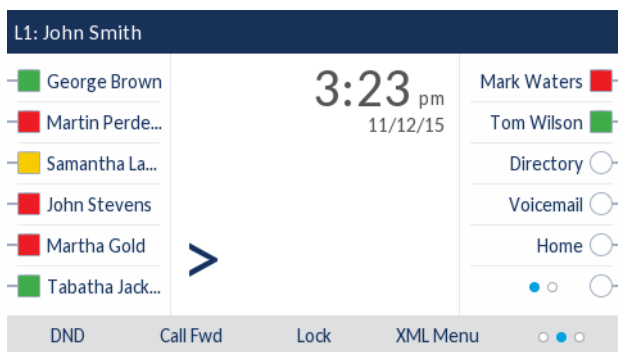 L1: John Smith
George Brown
Martin Perde...
Samantha La...
John Stevens
Martha Gold
Tabatha Jack...
3:23 pm
11/12/15
>
Mark Waters
Tom Wilson
Directory
Voicemail
Home
DND Call Fwd Lock XML Menu